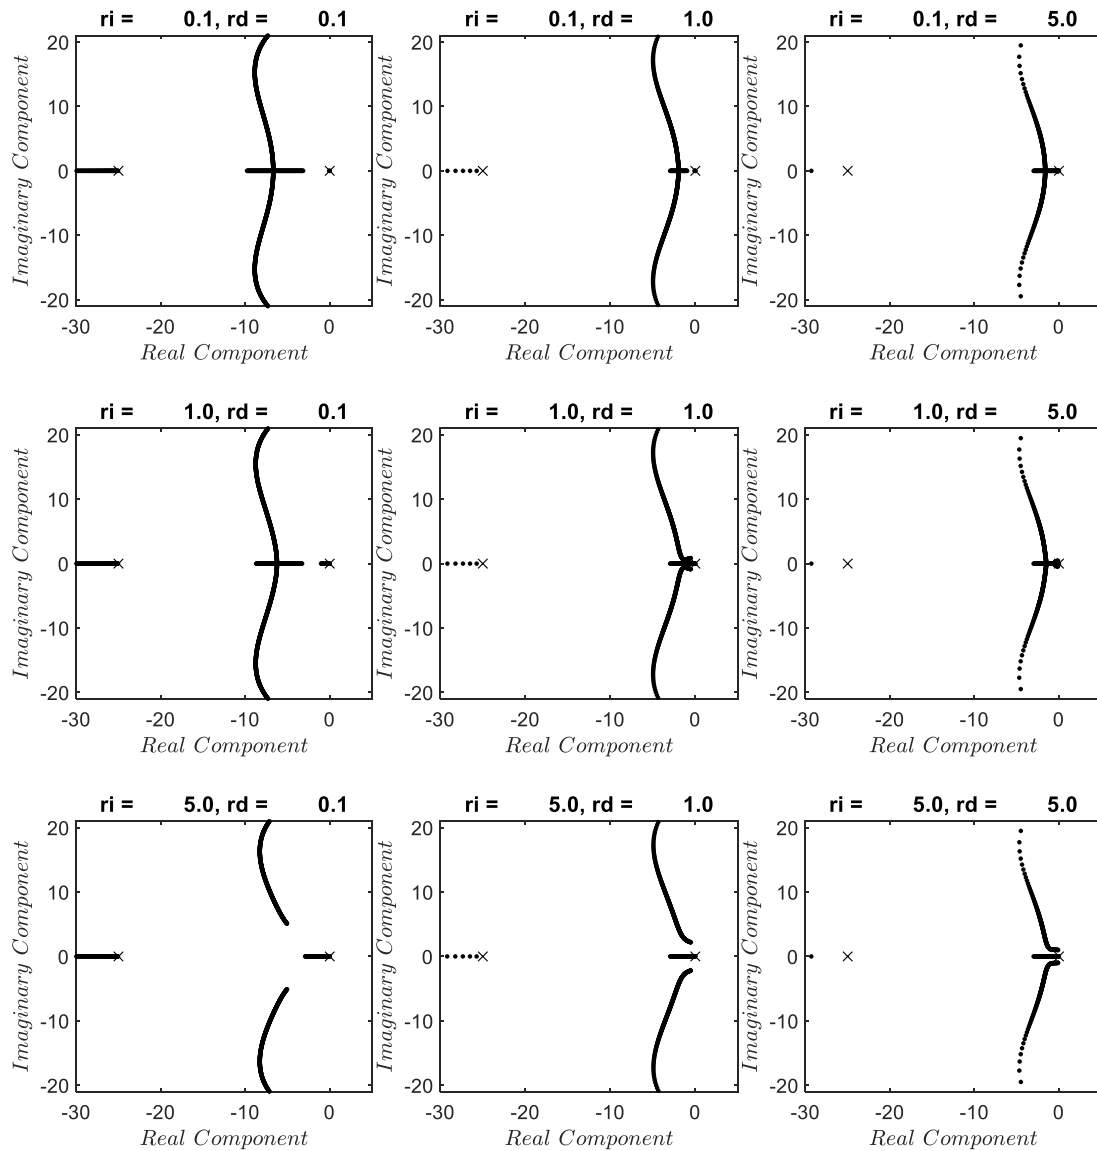 ri = 0.1, rd = 0.1
20
10
0
-10
-20
Imaginary Component
-30 -20 -10 0
Real Component
ri = 0.1, rd = 1.0
20
10
0
-10
-20
Imaginary Component
-30 -20 -10 0
Real Component
ri = 0.1, rd = 5.0
20
10
0
-10
-20
Imaginary Component
-30 -20 -10 0
Real Component
ri = 1.0, rd = 0.1
20
10
0
-10
-20
Imaginary Component
-30 -20 -10 0
Real Component
ri = 1.0, rd = 1.0
20
10
0
-10
-20
Imaginary Component
-30 -20 -10 0
Real Component
ri = 1.0, rd = 5.0
20
10
0
-10
-20
Imaginary Component
-30 -20 -10 0
Real Component
ri = 5.0, rd = 0.1
20
10
0
-10
-20
Imaginary Component
-30 -20 -10 0
Real Component
ri = 5.0, rd = 1.0
20
10
0
-10
-20
Imaginary Component
-30 -20 -10 0
Real Component
ri = 5.0, rd = 5.0
20
10
0
-10
-20
Imaginary Component
-30 -20 -10 0
Real Component